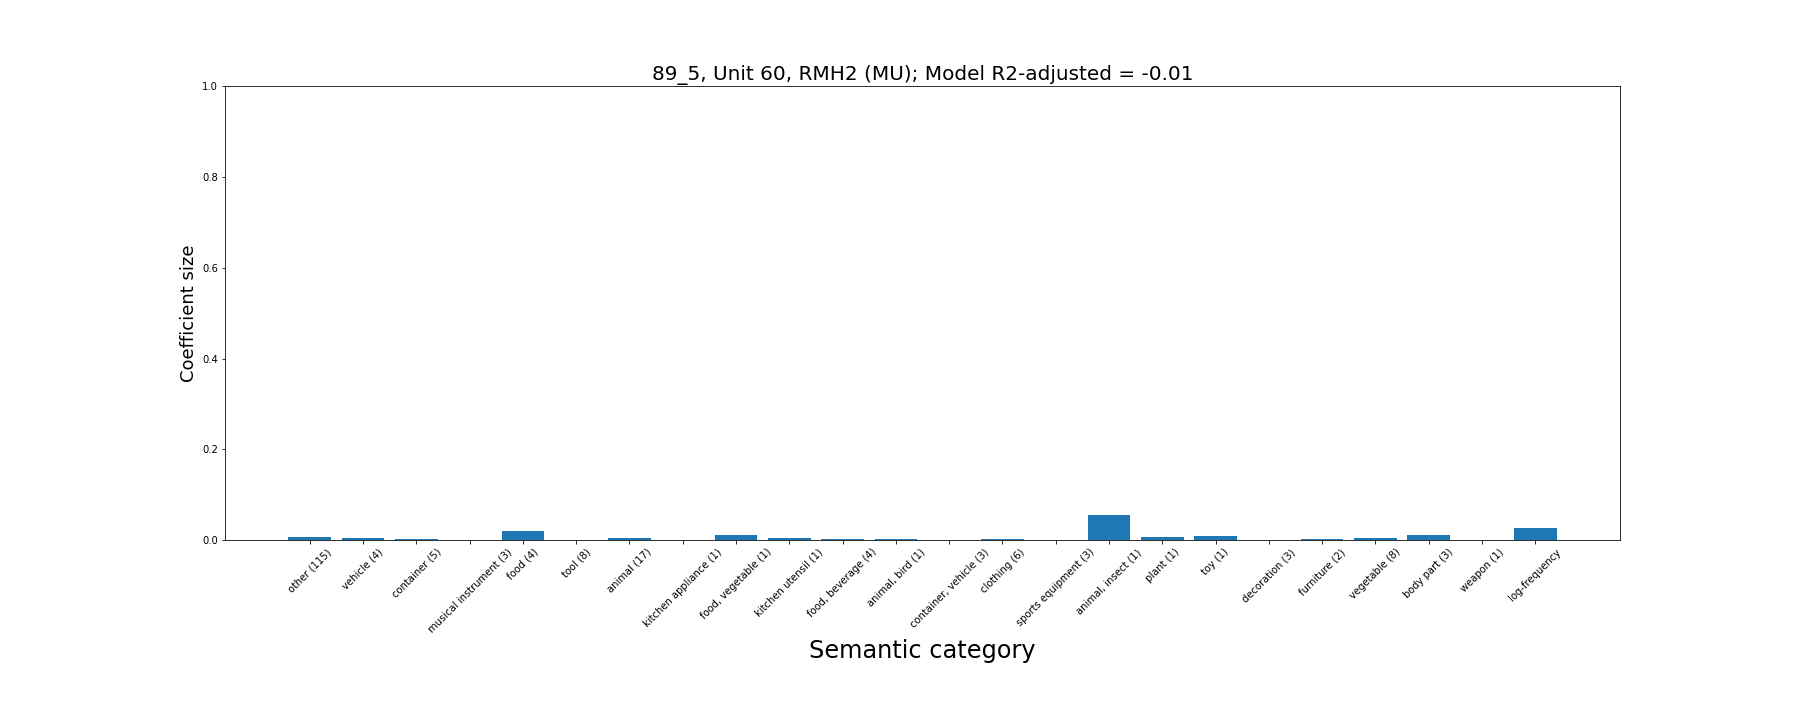 89_5, Unit 60, RMH2 (MU); Model R2-adjusted = -0.01
Coefficient size
1.0
0.8
0.6
0.4
0.2
0.0
other (115)
vehicle (4)
container (5)
musical instrument (3)
food (4)
tool (8)
animal (17)
kitchen appliance (1)
food, vegetable (1)
kitchen utensil (1)
food, beverage (4)
animal, bird (1)
container, vehicle (3)
clothing (6)
sports equipment (3)
animal, insect (1)
plant (1)
toy (1)
decoration (3)
furniture (2)
vegetable (8)
body part (3)
weapon (1)
log-frequency
Semantic category